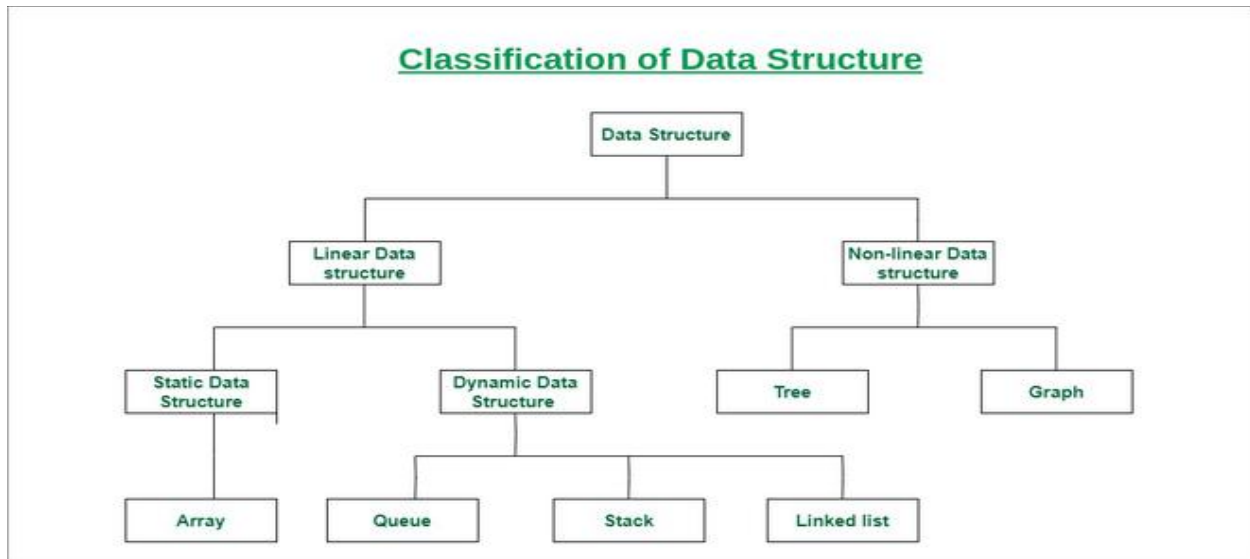 Classification of Data Structure
Data Structure
Linear Data
structure
Non-linear Data
structure
Static Data
Structure
Dynamic Data
Structure
Tree
Graph
Array
Queue
Stack
Linked list